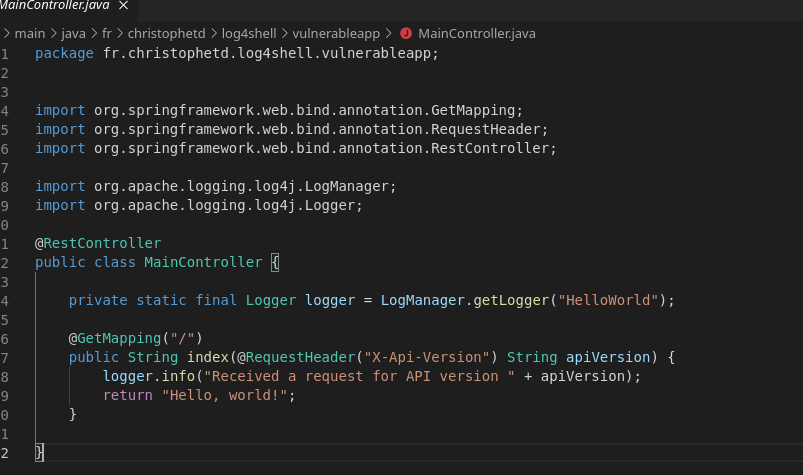 MainController.java ×
> main > java > fr > christophetd > log4shell > vulnerableapp > J MainController.java
1 package fr.christophetd.log4shell.vulnerableapp;
2
3
4 import org.springframework.web.bind.annotation.GetMapping;
5 import org.springframework.web.bind.annotation.RequestHeader;
6 import org.springframework.web.bind.annotation.RestController;
7
8 import org.apache.logging.log4j.LogManager;
9 import org.apache.logging.log4j.Logger;
0
1 @RestController
2 public class MainController {
3
4 private static final Logger logger = LogManager.getLogger("HelloWorld");
5
6 @GetMapping("/")
7 public String index(@RequestHeader("X-Api-Version") String apiVersion) {
8 logger.info("Received a request for API version " + apiVersion);
9 return "Hello, world!";
0 }
1
2 }